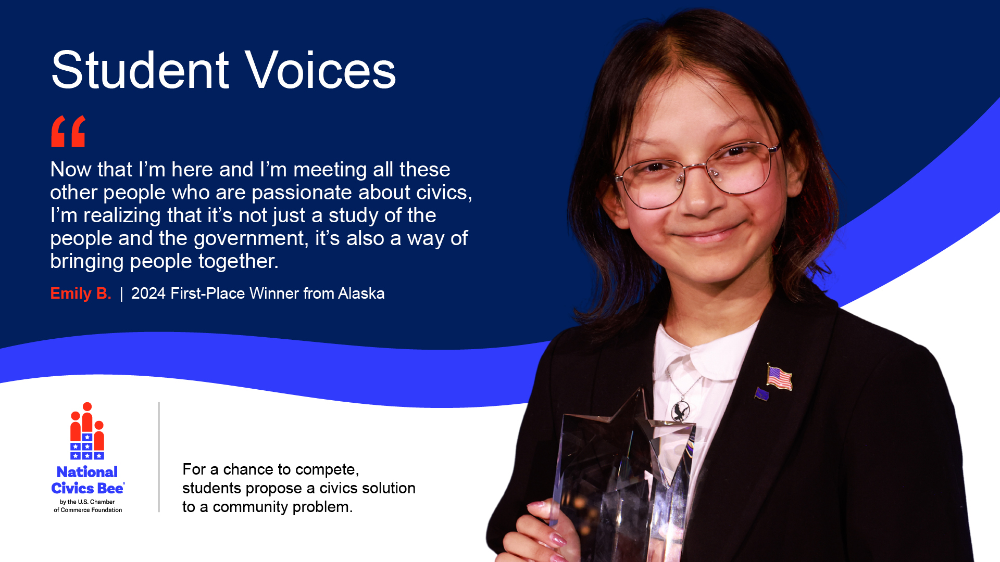 Student Voices
“
Now that I’m here and I’m meeting all these
other people who are passionate about civics,
I’m realizing that it’s not just a study of the
people and the government, it’s also a way of
bringing people together.
Emily B. | 2024 First-Place Winner from Alaska
National
Civics Bee®
by the U.S. Chamber
of Commerce Foundation
For a chance to compete,
students propose a civics solution
to a community problem.